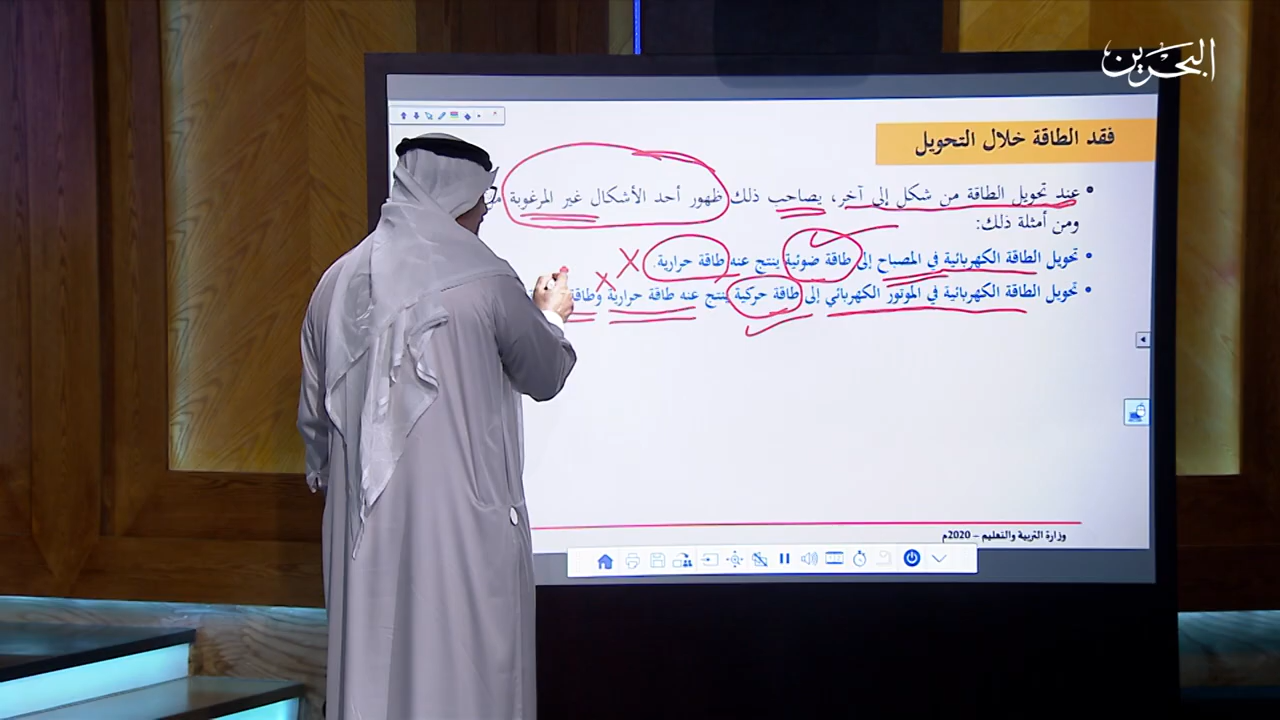 البحرين
فقد الطاقة خلال التحويل
• عند تحويل الطاقة من شكل إلى آخر، يصاحب ذلك ظهور أحد الأشكال غير المرغوبة
ومن أمثلة ذلك:
• تحويل الطاقة الكهربائية في المصباح إلى طاقة ضوئية ينتج عنه طاقة حرارية.
• تحويل الطاقة الكهربائية في الموتور الكهربائي إلى طاقة حركية ينتج عنه طاقة حرارية وطاقة
وزارة التربية والتعليم – 2020م